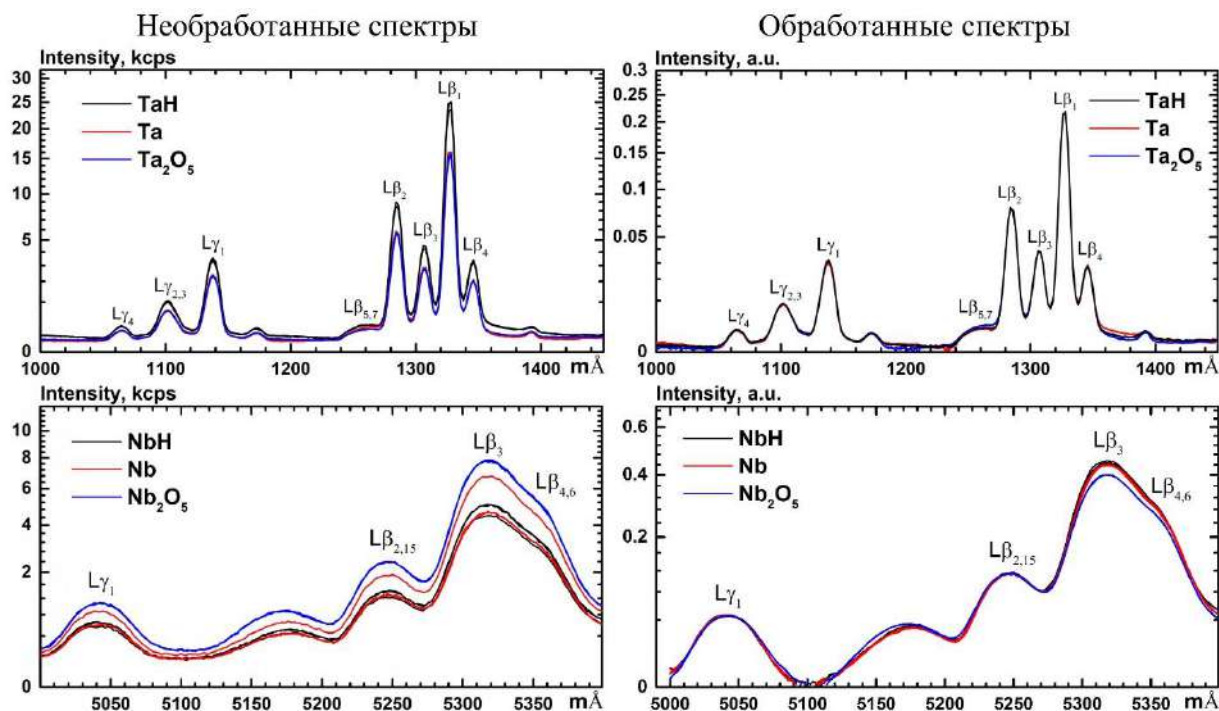 Необработанные спектры
Intensity, kcps
30
25
20
15
10
5
0
TaH
Ta
Ta₂O₅
Lγ₄
Lγ₂,₃
Lγ₁
Lβ₅,₇
Lβ₂
Lβ₃
Lβ₁
Lβ₄
1000 1100 1200 1300 1400 mÅ
Обработанные спектры
Intensity, a.u.
0.3
0.2
0.15
0.1
0.05
0
TaH
Ta
Ta₂O₅
Lγ₄
Lγ₂,₃
Lγ₁
Lβ₅,₇
Lβ₂
Lβ₃
Lβ₁
Lβ₄
1000 1100 1200 1300 1400 mÅ
Intensity, kcps
10
8
6
4
2
0
NbH
Nb
Nb₂O₅
Lγ₁
Lβ₂,₁₅
Lβ₃
Lβ₄,₆
5050 5100 5150 5200 5250 5300 5350 mÅ
Intensity, a.u.
0.6
0.4
0.2
0
NbH
Nb
Nb₂O₅
Lγ₁
Lβ₂,₁₅
Lβ₃
Lβ₄,₆
5000 5050 5100 5150 5200 5250 5300 5350 mÅ